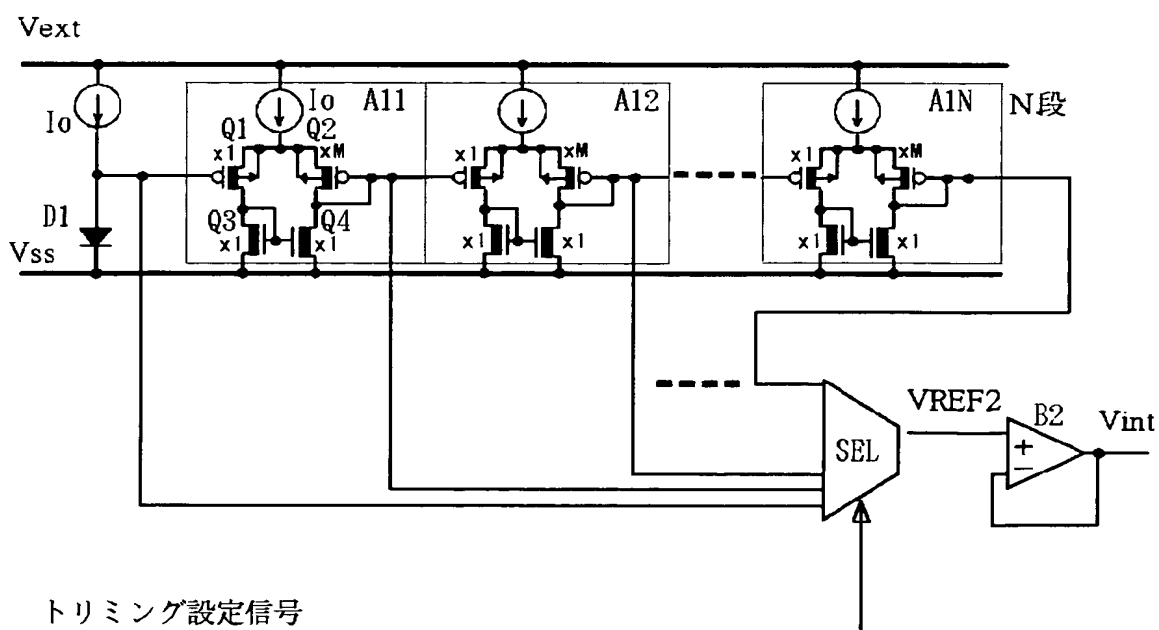 Vext
Io
A11
A12
A1N
N段
Io
Q1
Q2
x1
xM
x1
xM
x1
xM
D1
Q3
Q4
x1
x1
x1
x1
x1
x1
Vss
VREF2
B2
Vint
SEL
+
−
トリミング設定信号